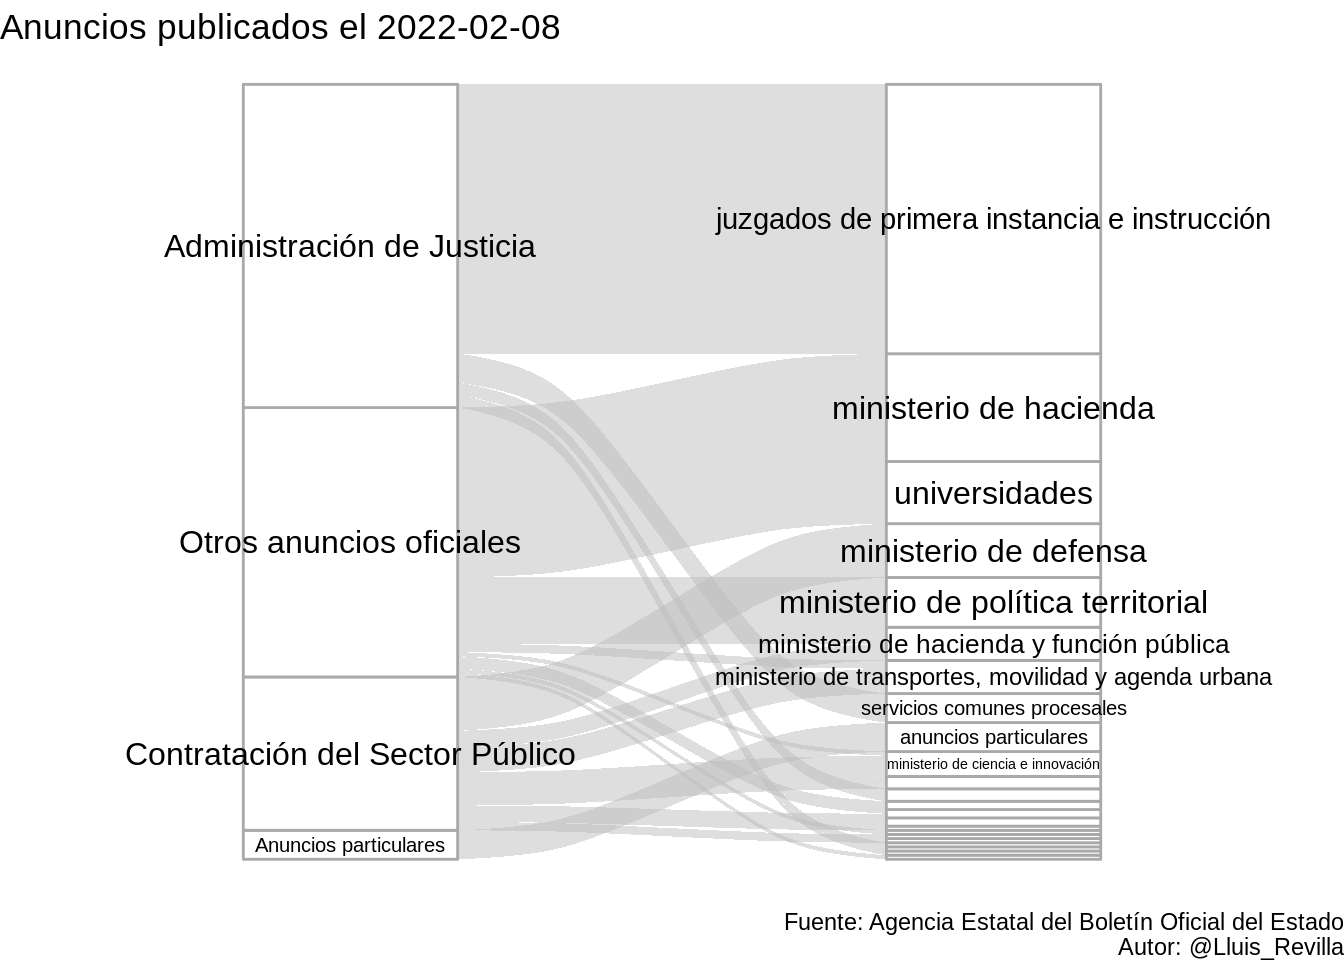 Anuncios publicados el 2022-02-08
Administración de Justicia
Otros anuncios oficiales
Contratación del Sector Público
Anuncios particulares
juzgados de primera instancia e instrucción
ministerio de hacienda
universidades
ministerio de defensa
ministerio de política territorial
ministerio de hacienda y función pública
ministerio de transportes, movilidad y agenda urbana
servicios comunes procesales
anuncios particulares
ministerio de ciencia e innovación
Fuente: Agencia Estatal del Boletín Oficial del Estado
Autor: @Lluis_Revilla